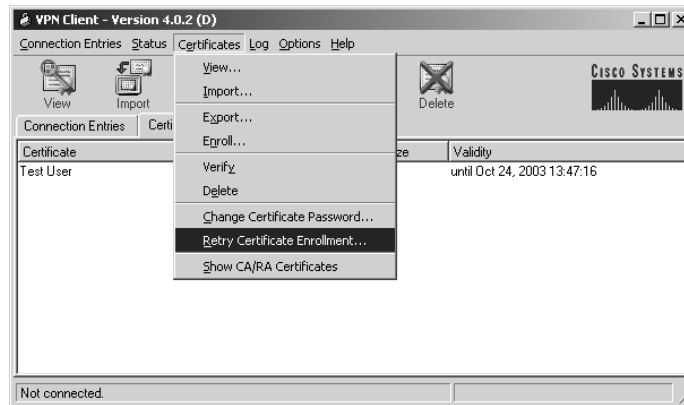 VPN Client - Version 4.0.2 (D)
Connection Entries Status Certificates Log Options Help
View Import Delete
CISCO SYSTEMS
View...
Import...
Export...
Enroll...
Verify
Delete
Change Certificate Password...
Retry Certificate Enrollment...
Show CA/RA Certificates
Connection Entries
Certificate Validity
Test User until Oct 24, 2003 13:47:16
Not connected.